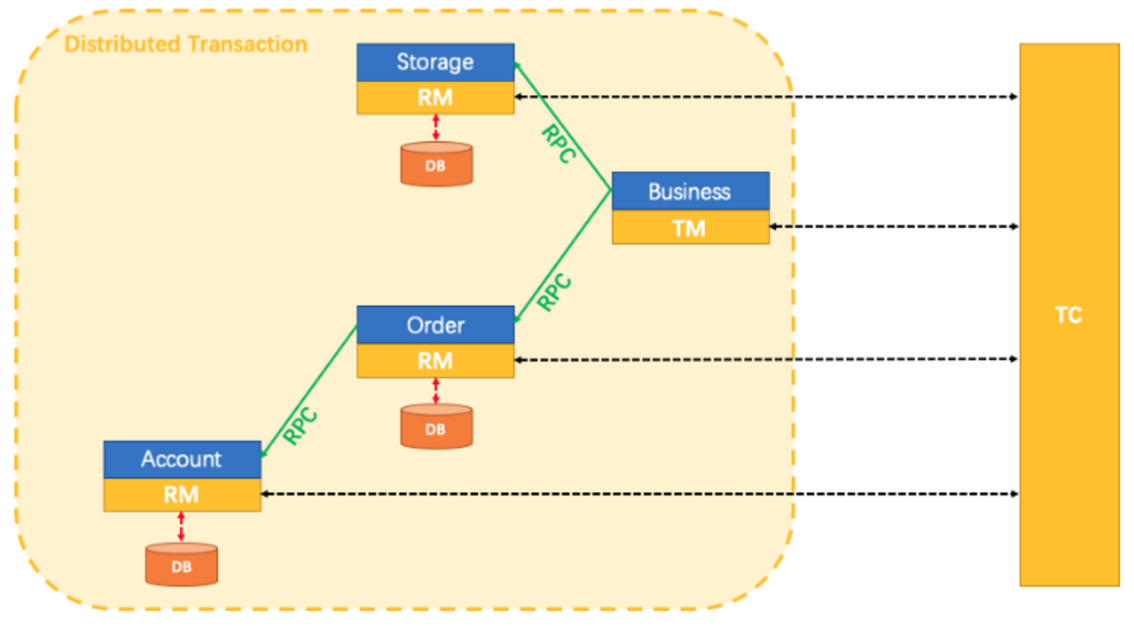 Distributed Transaction
Storage
RM
DB
RPC
Business
TM
RPC
Order
RM
DB
TC
RPC
Account
RM
DB